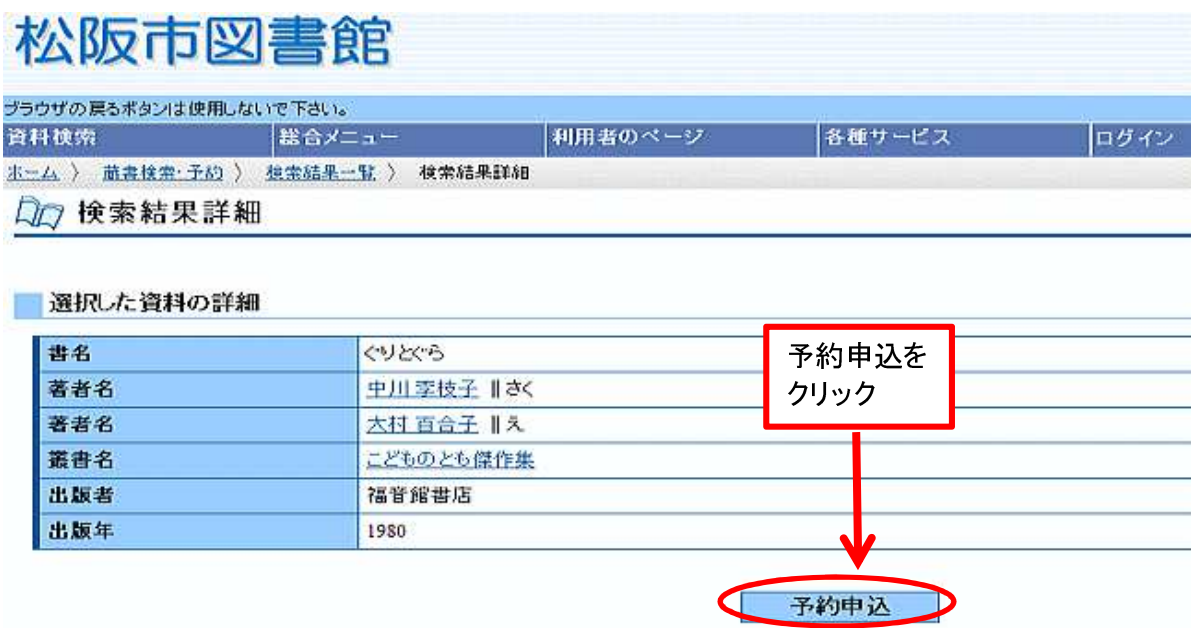 松阪市図書館
ブラウザの戻るボタンは使用しないで下さい。
資料検索 総合メニュー 利用者のページ 各種サービス ログイン
ホーム 〉 蔵書検索・予約 〉 検索結果一覧 〉 検索結果詳細
検索結果詳細
選択した資料の詳細
書名 ぐりとぐら
著者名 中川 李枝子 ‖さく
著者名 大村 百合子 ‖え
叢書名 こどものとも傑作集
出版者 福音館書店
出版年 1980
予約申込を
クリック
予約申込